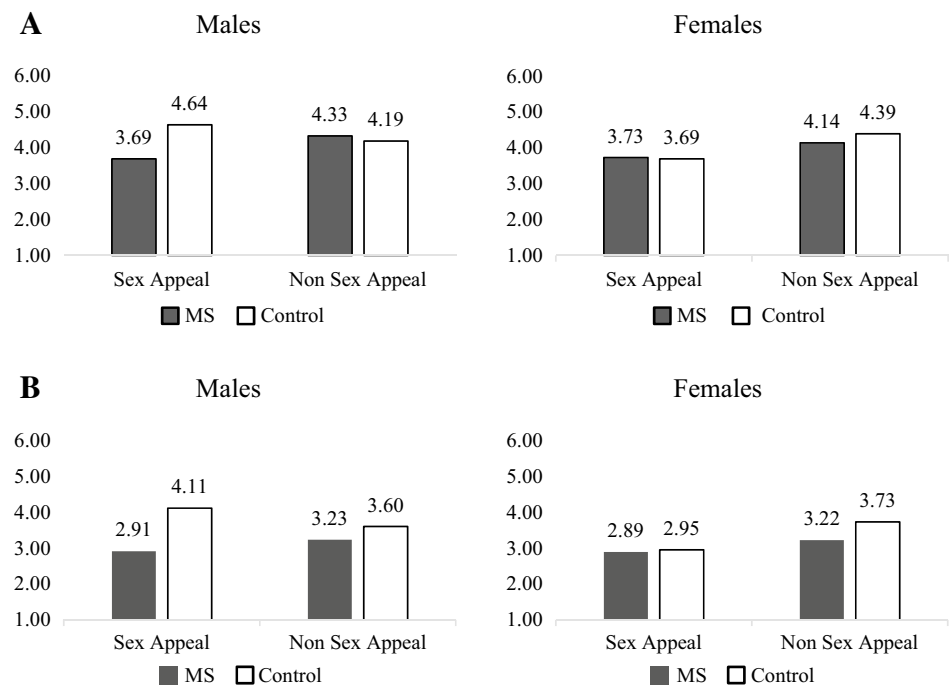 A
Males
Females
6.00
5.00
4.00
3.00
2.00
1.00
3.69
4.64
4.33
4.19
Sex Appeal
Non Sex Appeal
MS
Control
6.00
5.00
4.00
3.00
2.00
1.00
3.73
3.69
4.14
4.39
Sex Appeal
Non Sex Appeal
MS
Control
B
Males
Females
6.00
5.00
4.00
3.00
2.00
1.00
2.91
4.11
3.23
3.60
Sex Appeal
Non Sex Appeal
MS
Control
6.00
5.00
4.00
3.00
2.00
1.00
2.89
2.95
3.22
3.73
Sex Appeal
Non Sex Appeal
MS
Control